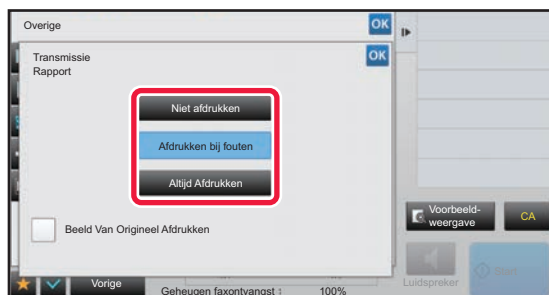 Overige
OK
Transmissie
Rapport
OK
Niet afdrukken
Afdrukken bij fouten
Altijd Afdrukken
Beeld Van Origineel Afdrukken
Voorbeeld-
weergave
CA
Vorige
Geheugen faxontvangst : 100%
Luidspreker
Start